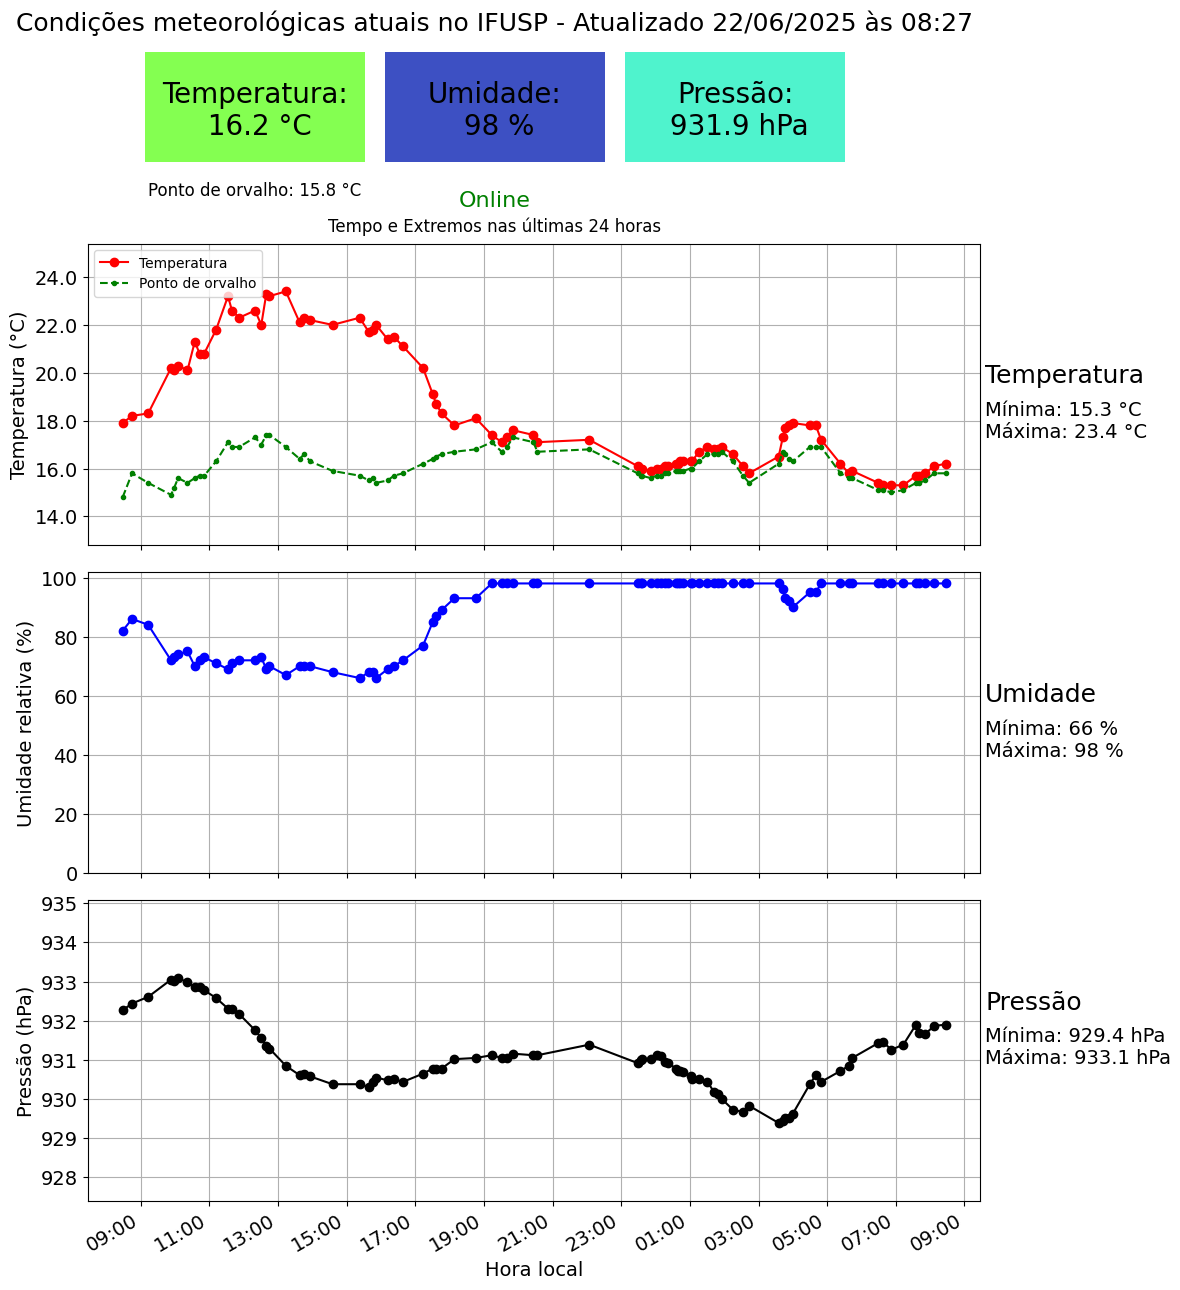 Condições meteorológicas atuais no IFUSP - Atualizado 22/06/2025 às 08:27
Temperatura:
16.2 °C
Umidade:
98 %
Pressão:
931.9 hPa
Ponto de orvalho: 15.8 °C
Online
Tempo e Extremos nas últimas 24 horas
Temperatura
Ponto de orvalho
Temperatura (°C)
24.0
22.0
20.0
18.0
16.0
14.0
Temperatura
Mínima: 15.3 °C
Máxima: 23.4 °C
Umidade relativa (%)
100
80
60
40
20
0
Umidade
Mínima: 66 %
Máxima: 98 %
Pressão (hPa)
935
934
933
932
931
930
929
928
Pressão
Mínima: 929.4 hPa
Máxima: 933.1 hPa
09:00
11:00
13:00
15:00
17:00
19:00
21:00
23:00
01:00
03:00
05:00
07:00
09:00
Hora local